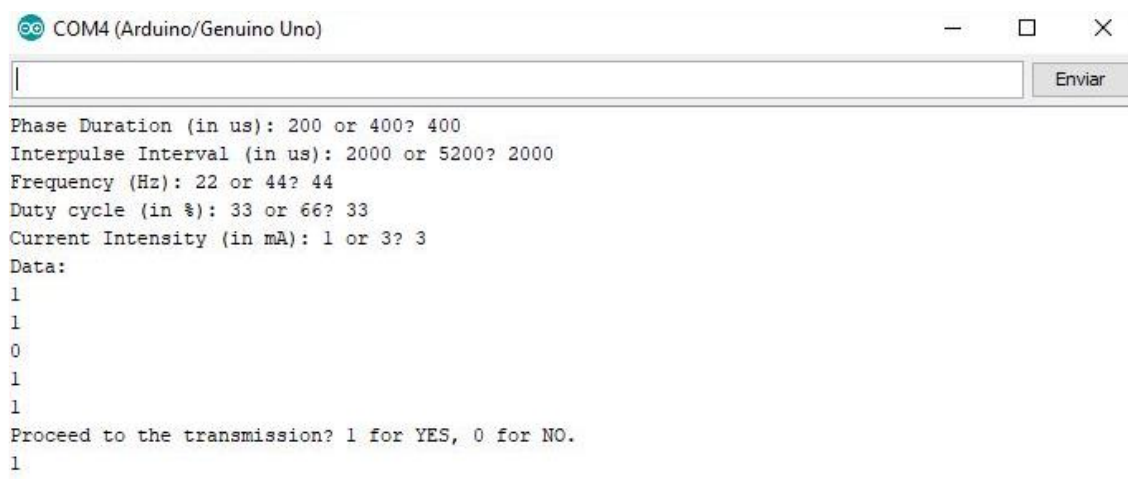 COM4 (Arduino/Genuino Uno)
Enviar
Phase Duration (in us): 200 or 400? 400
Interpulse Interval (in us): 2000 or 5200? 2000
Frequency (Hz): 22 or 44? 44
Duty cycle (in %): 33 or 66? 33
Current Intensity (in mA): 1 or 3? 3
Data:
1
1
0
1
1
Proceed to the transmission? 1 for YES, 0 for NO.
1